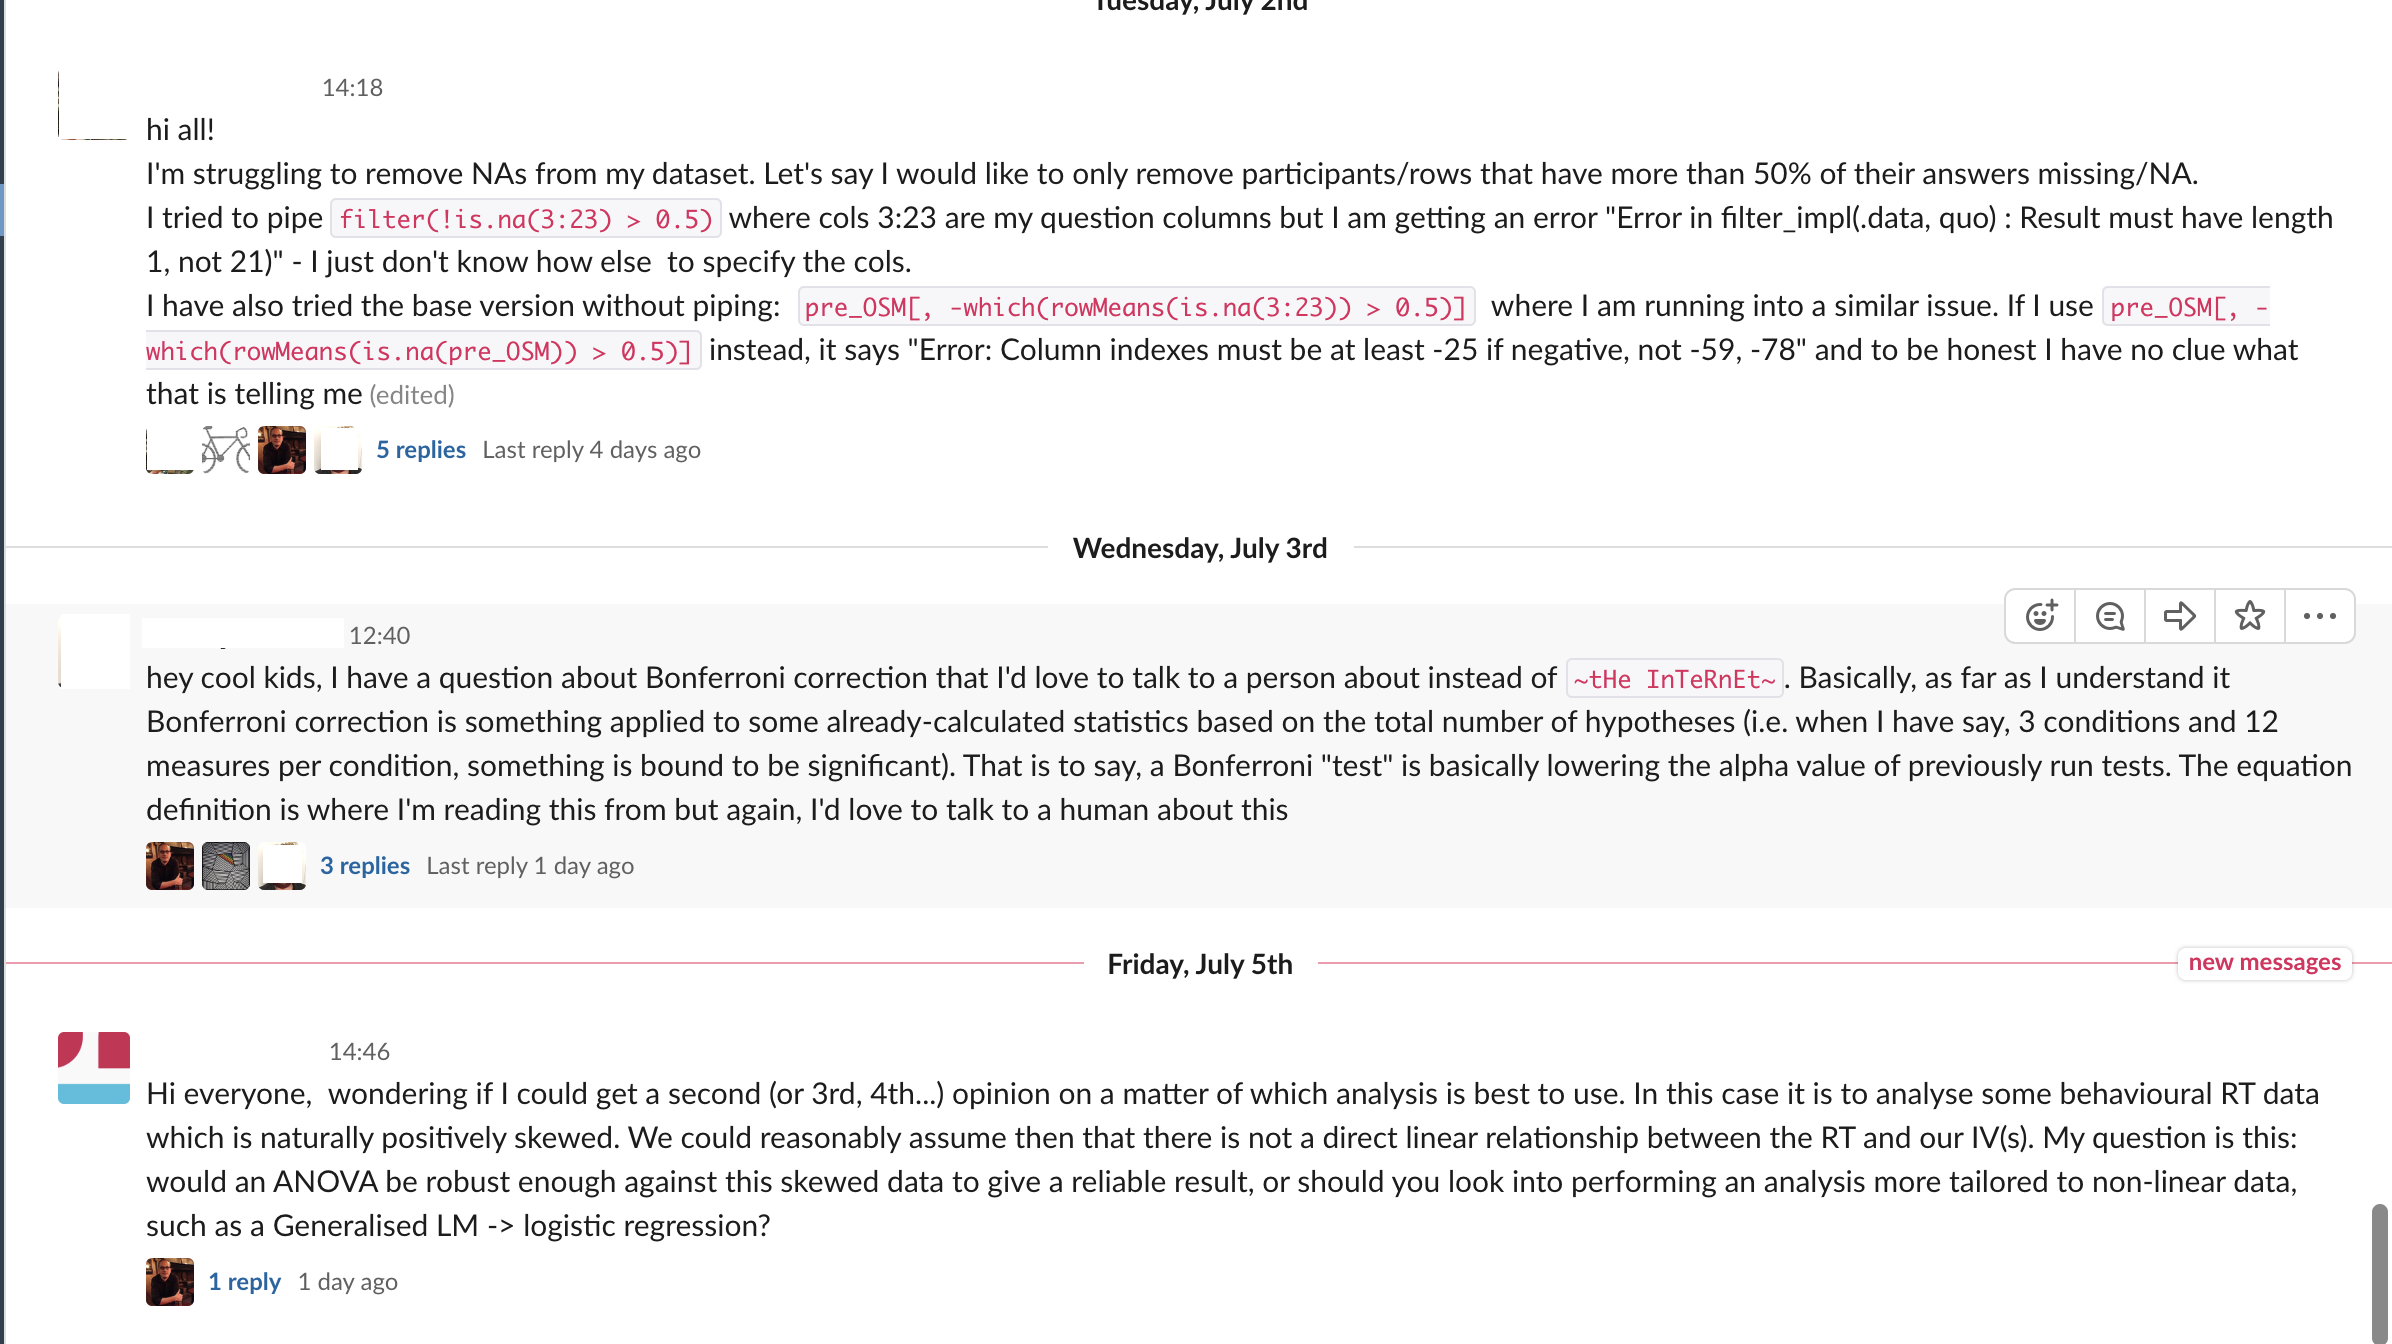 Tuesday, July 2nd
14:18
hi all!
I'm struggling to remove NAs from my dataset. Let's say I would like to only remove participants/rows that have more than 50% of their answers missing/NA.
I tried to pipe filter(!is.na(3:23) > 0.5) where cols 3:23 are my question columns but I am getting an error "Error in filter_impl(.data, quo) : Result must have length
1, not 21)" - I just don't know how else  to specify the cols.
I have also tried the base version without piping:  pre_OSM[, -which(rowMeans(is.na(3:23)) > 0.5)]  where I am running into a similar issue. If I use pre_OSM[, -
which(rowMeans(is.na(pre_OSM)) > 0.5)] instead, it says "Error: Column indexes must be at least -25 if negative, not -59, -78" and to be honest I have no clue what
that is telling me (edited)
5 replies Last reply 4 days ago
Wednesday, July 3rd
12:40
hey cool kids, I have a question about Bonferroni correction that I'd love to talk to a person about instead of ~tHe InTeRnEt~. Basically, as far as I understand it
Bonferroni correction is something applied to some already-calculated statistics based on the total number of hypotheses (i.e. when I have say, 3 conditions and 12
measures per condition, something is bound to be significant). That is to say, a Bonferroni "test" is basically lowering the alpha value of previously run tests. The equation
definition is where I'm reading this from but again, I'd love to talk to a human about this
3 replies Last reply 1 day ago
Friday, July 5th
new messages
14:46
Hi everyone,  wondering if I could get a second (or 3rd, 4th...) opinion on a matter of which analysis is best to use. In this case it is to analyse some behavioural RT data
which is naturally positively skewed. We could reasonably assume then that there is not a direct linear relationship between the RT and our IV(s). My question is this:
would an ANOVA be robust enough against this skewed data to give a reliable result, or should you look into performing an analysis more tailored to non-linear data,
such as a Generalised LM -> logistic regression?
1 reply 1 day ago